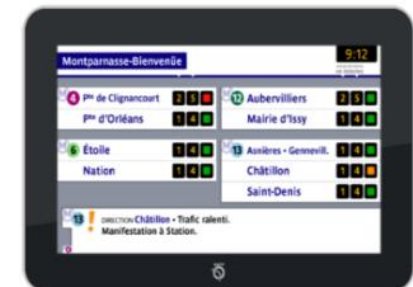 Montparnasse-Bienvenüe
9:12
M 4 Pte de Clignancourt 2 5
Pte d'Orléans 1 4
M 12 Aubervilliers 2 5
Mairie d'Issy 1 4
M 6 Étoile 1 4
Nation 1 4
M 13 Asnières • Gennevill. 1 4
Châtillon 1 4
Saint-Denis 1 4
M 13 ! DIRECTION Châtillon • Trafic ralenti.
Manifestation à Station.